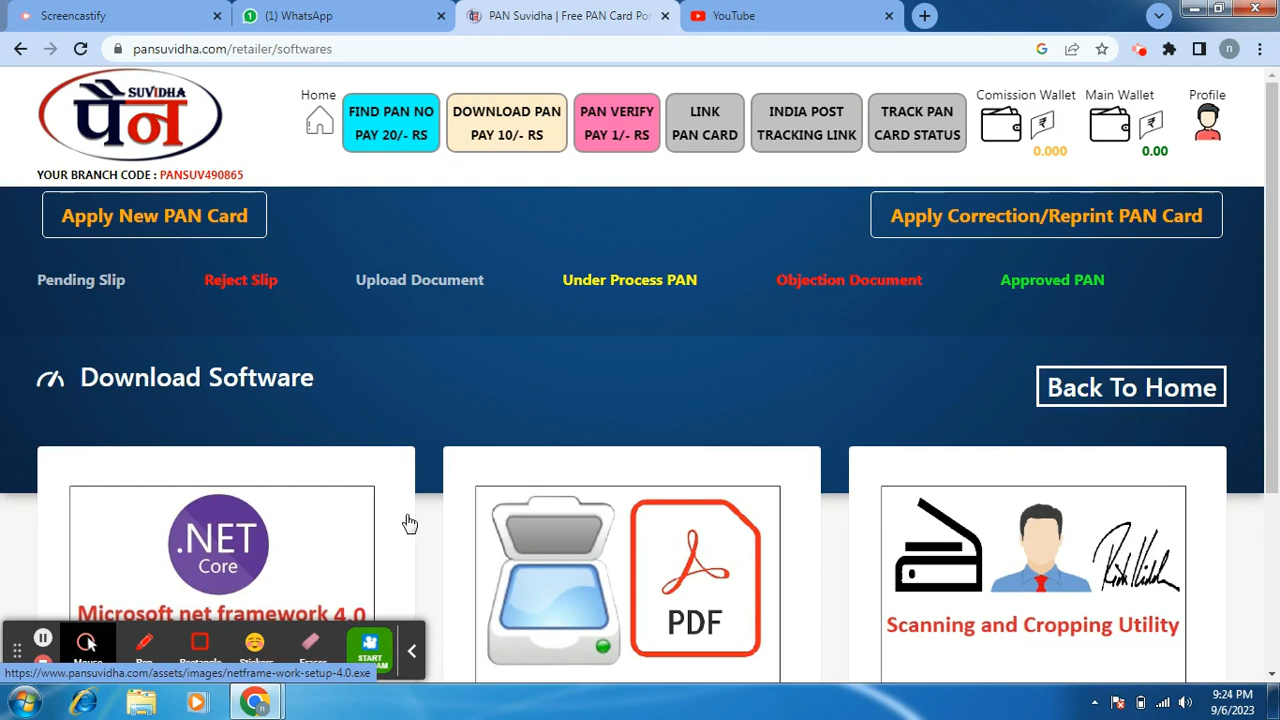 Screencastify
(1) WhatsApp
PAN Suvidha | Free PAN Card Por
YouTube
pansuvidha.com/retailer/softwares
n
SUVIDHA
पैन
YOUR BRANCH CODE : PANSUV490865
Home
FIND PAN NO
PAY 20/- RS
DOWNLOAD PAN
PAY 10/- RS
PAN VERIFY
PAY 1/- RS
LINK
PAN CARD
INDIA POST
TRACKING LINK
TRACK PAN
CARD STATUS
Comission Wallet
₹
0.000
Main Wallet
₹
0.00
Profile
Apply New PAN Card
Apply Correction/Reprint PAN Card
Pending Slip
Reject Slip
Upload Document
Under Process PAN
Objection Document
Approved PAN
Download Software
Back To Home
.NET
Core
Microsoft net framework 4.0
PDF
Scanning and Cropping Utility
Mouse
Pen
Rectangle
Stickers
Eraser
START
https://www.pansuvidha.com/assets/images/netframe-work-setup-4.0.exe
n
9:24 PM
9/6/2023